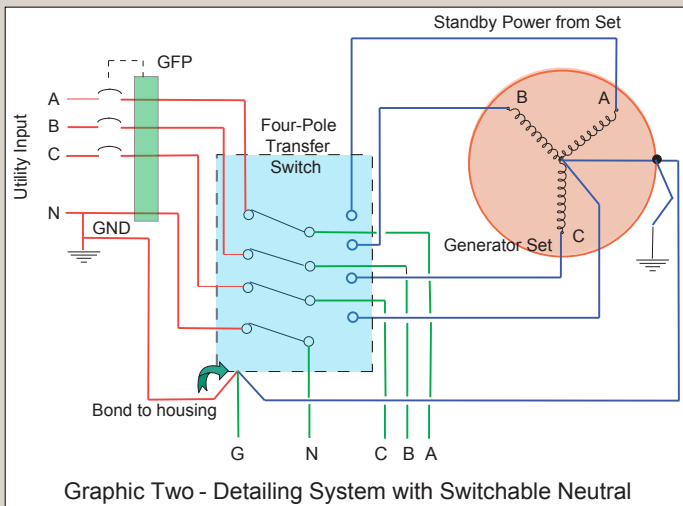 Standby Power from Set
GFP
A
B
C
N
Utility Input
GND
Four-Pole
Transfer
Switch
B
A
C
Generator Set
Bond to housing
G
N
C
B
A
Graphic Two - Detailing System with Switchable Neutral